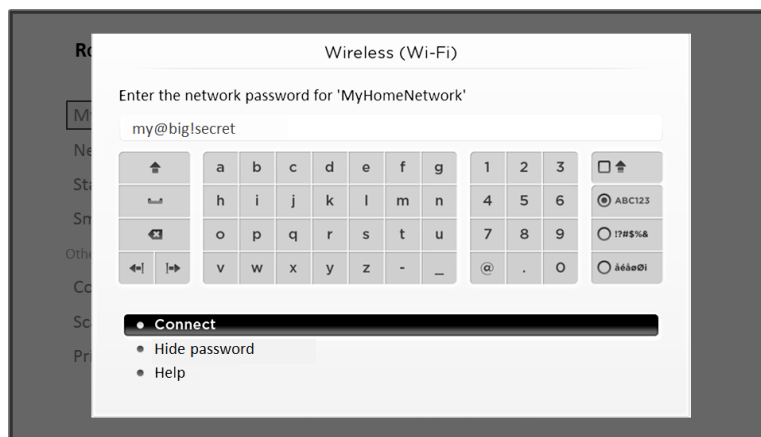 Wireless (Wi-Fi)
Enter the network password for 'MyHomeNetwork'
my@big!secret
a b c d e f g 1 2 3
h i j k l m n 4 5 6 ABC123
o p q r s t u 7 8 9 !?#$%&
v w x y z - _ @ . 0 äéåøØi
Connect
Hide password
Help